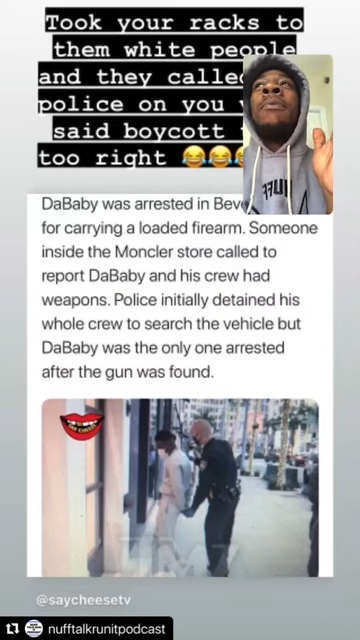 Took your racks to
them white people
and they called
police on you
said boycott
too right 😂😂
DaBaby was arrested in
for carrying a loaded firearm. Someone
inside the Moncler store called to
report DaBaby and his crew had
weapons. Police initially detained his
whole crew to search the vehicle but
DaBaby was the only one arrested
after the gun was found.
@saycheesetv
nufftalkrunitpodcast